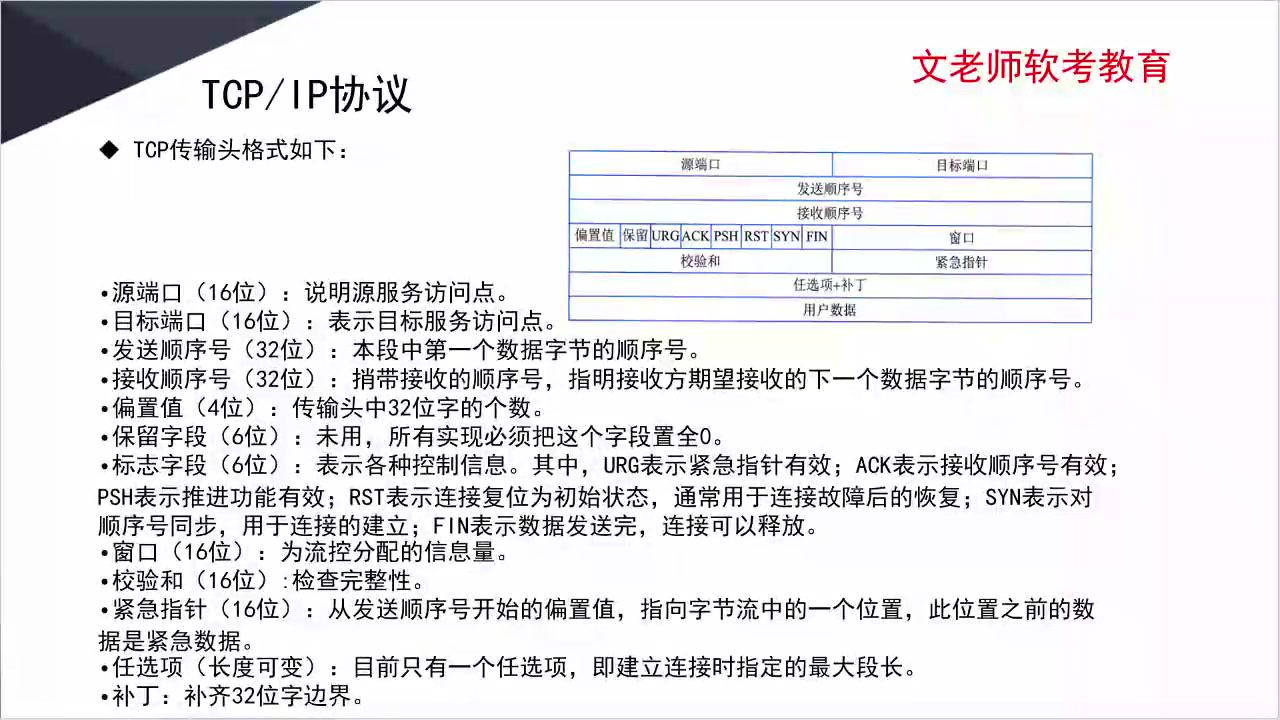 文老师软考教育
TCP/IP协议
◆ TCP传输头格式如下：
源端口 目标端口
发送顺序号
接收顺序号
偏置值 保留 URG ACK PSH RST SYN FIN 窗口
校验和 紧急指针
任选项+补丁
用户数据
•源端口（16位）：说明源服务访问点。
•目标端口（16位）：表示目标服务访问点。
•发送顺序号（32位）：本段中第一个数据字节的顺序号。
•接收顺序号（32位）：捎带接收的顺序号，指明接收方期望接收的下一个数据字节的顺序号。
•偏置值（4位）：传输头中32位字的个数。
•保留字段（6位）：未用，所有实现必须把这个字段置全0。
•标志字段（6位）：表示各种控制信息。其中，URG表示紧急指针有效；ACK表示接收顺序号有效；
PSH表示推进功能有效；RST表示连接复位为初始状态，通常用于连接故障后的恢复；SYN表示对
顺序号同步，用于连接的建立；FIN表示数据发送完，连接可以释放。
•窗口（16位）：为流控分配的信息量。
•校验和（16位）:检查完整性。
•紧急指针（16位）：从发送顺序号开始的偏置值，指向字节流中的一个位置，此位置之前的数
据是紧急数据。
•任选项（长度可变）：目前只有一个任选项，即建立连接时指定的最大段长。
•补丁：补齐32位字边界。